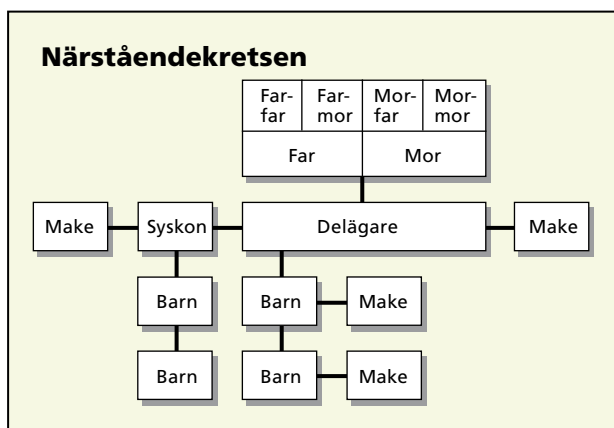 Närståendekretsen
Far-
far
Far-
mor
Mor-
far
Mor-
mor
Far
Mor
Make
Syskon
Delägare
Make
Barn
Barn
Make
Barn
Barn
Make